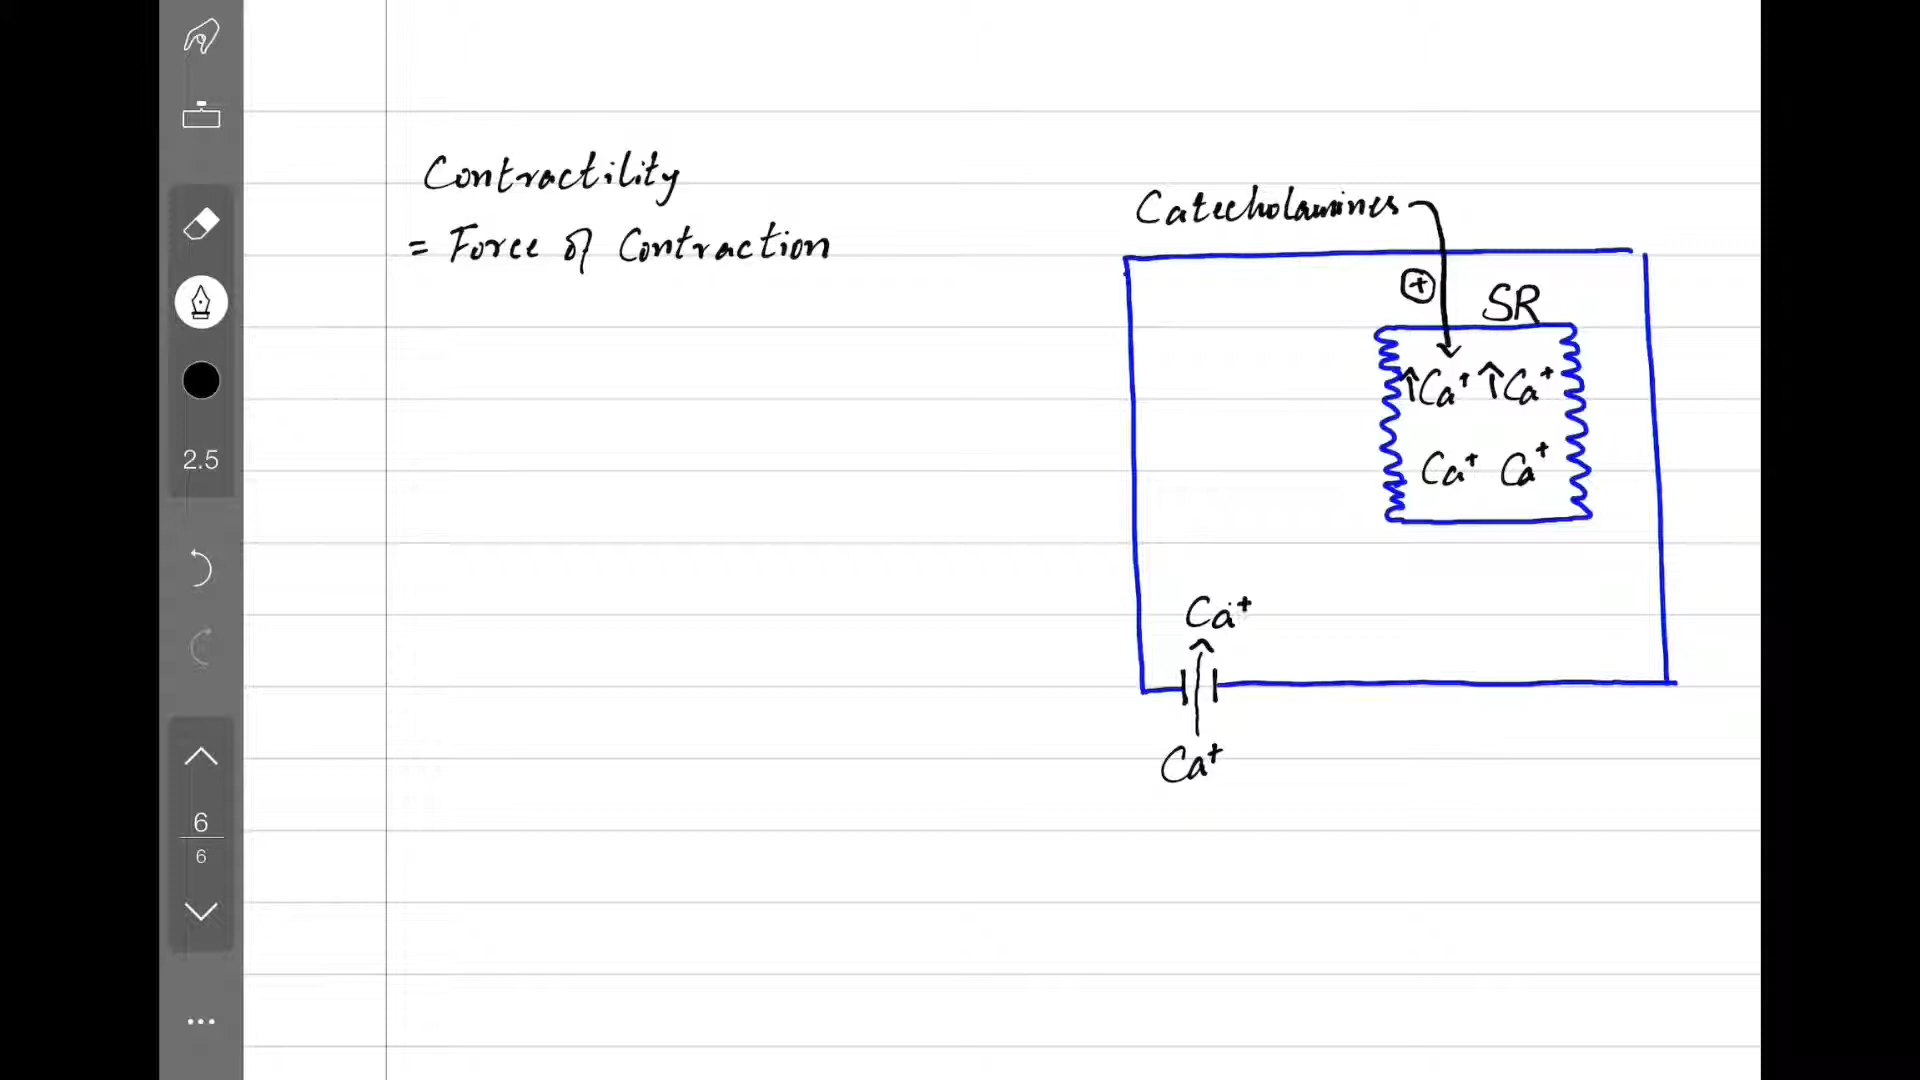 Contractility
= Force of Contraction
Catecholamines
+
SR
↑Ca+ ↑Ca+
Ca+ Ca+
Ca+
Ca+
2.5
6
6